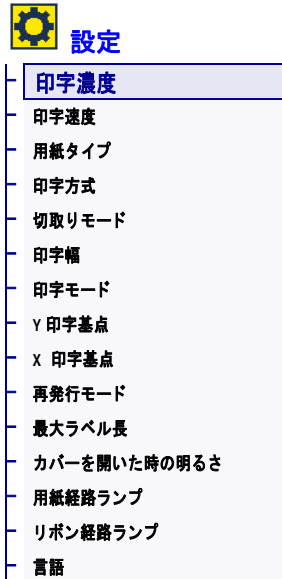 設定
印字濃度
印字速度
用紙タイプ
印字方式
切取りモード
印字幅
印字モード
Y 印字基点
X 印字基点
再発行モード
最大ラベル長
カバーを開いた時の明るさ
用紙経路ランプ
リボン経路ランプ
言語